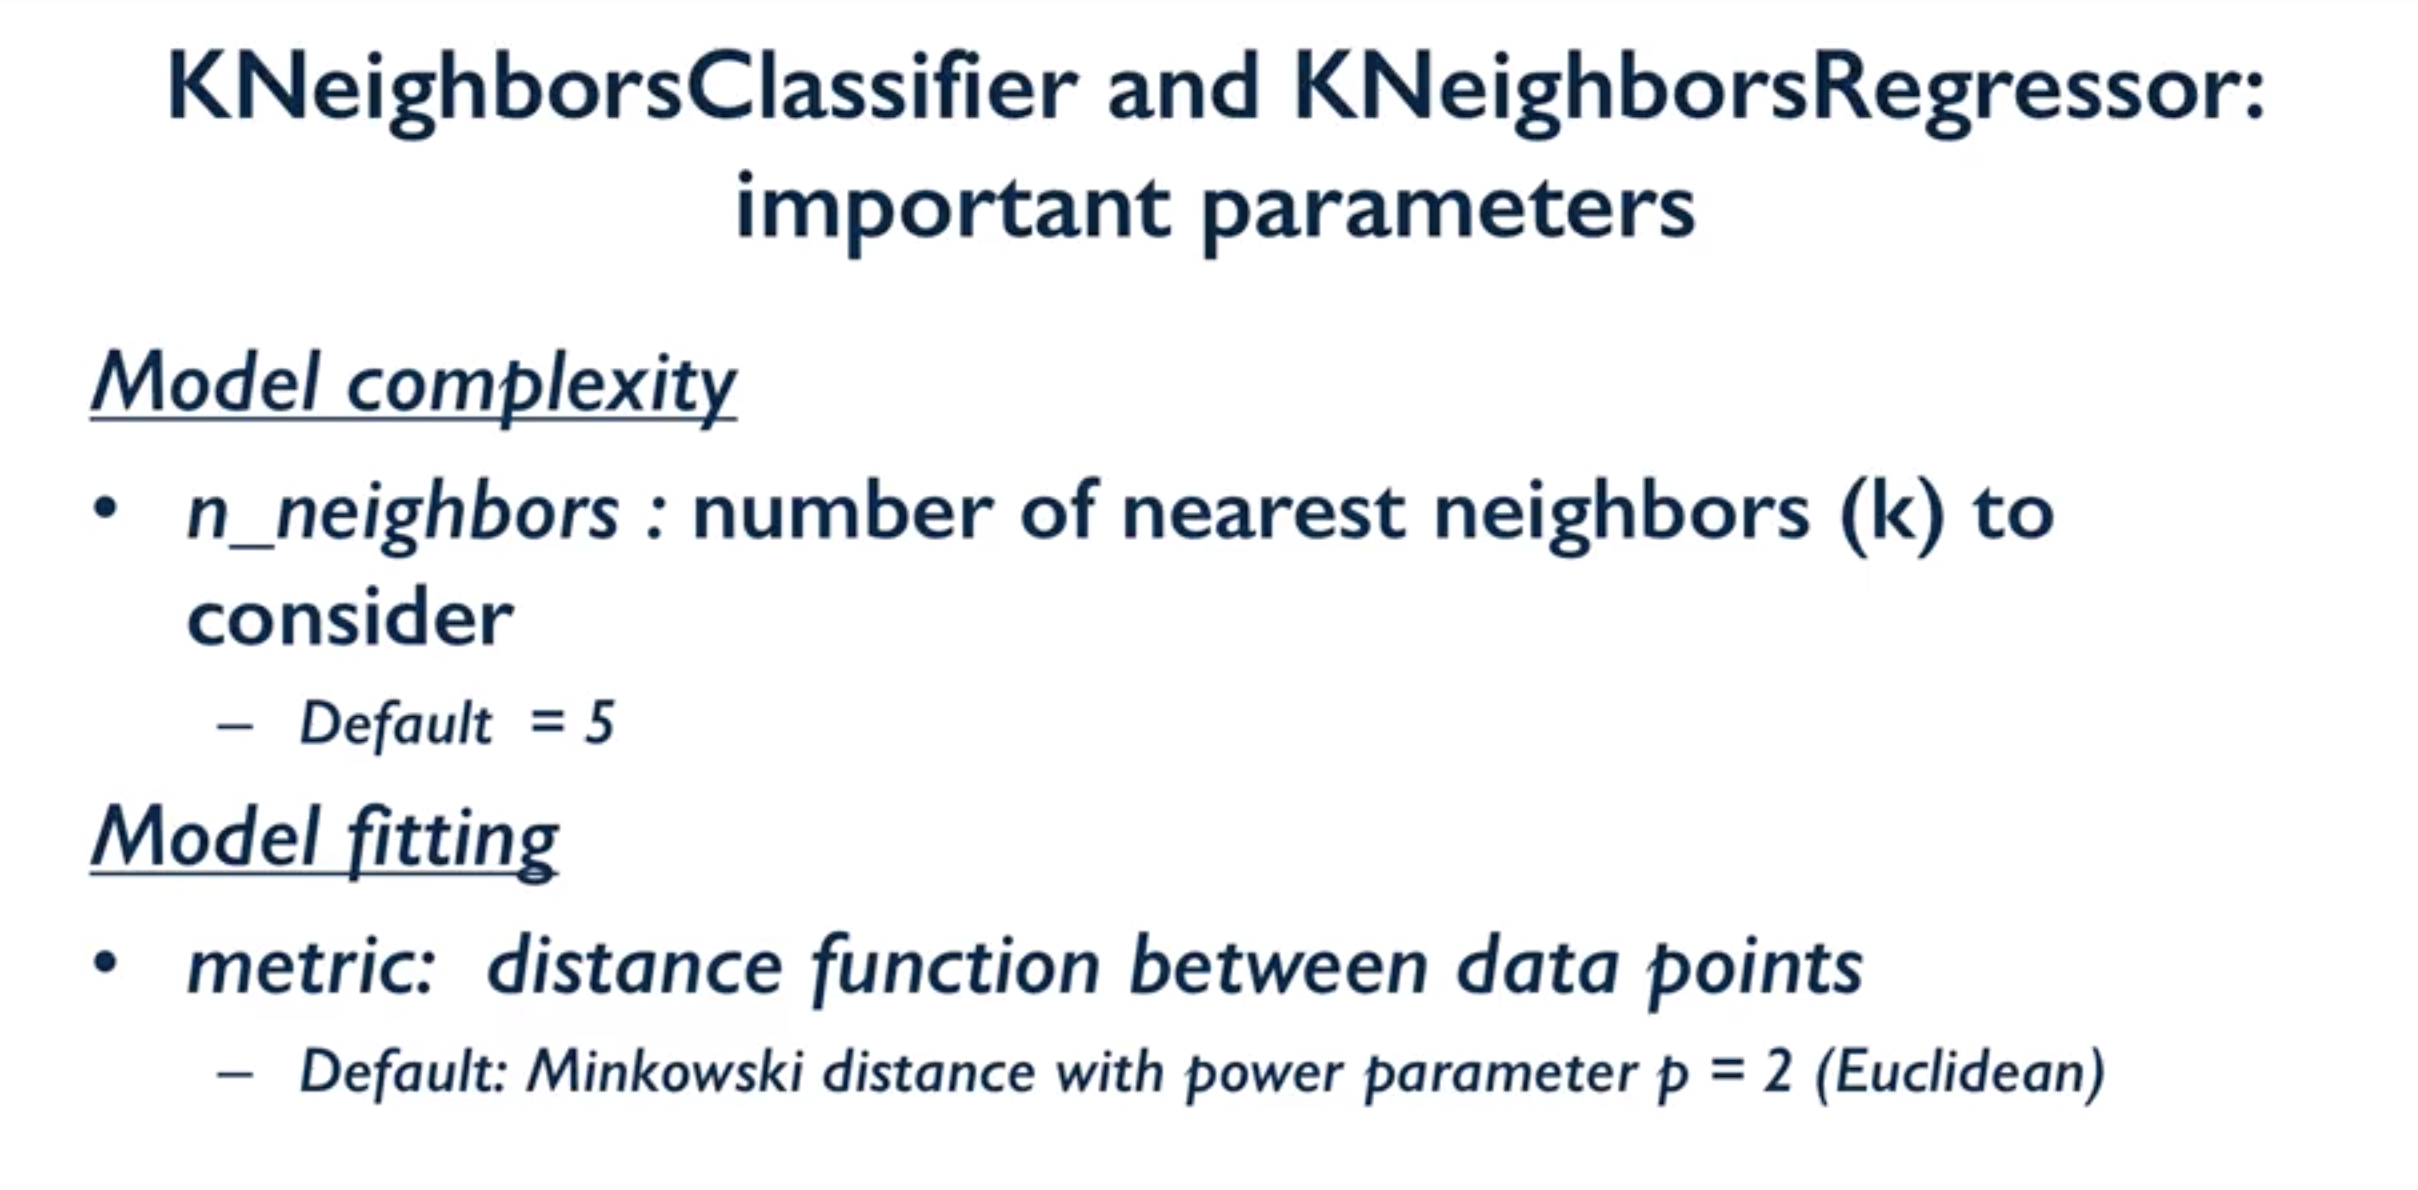 KNeighborsClassifier and KNeighborsRegressor:
important parameters
Model complexity
• n_neighbors : number of nearest neighbors (k) to
consider
– Default = 5
Model fitting
• metric: distance function between data points
– Default: Minkowski distance with power parameter p = 2 (Euclidean)